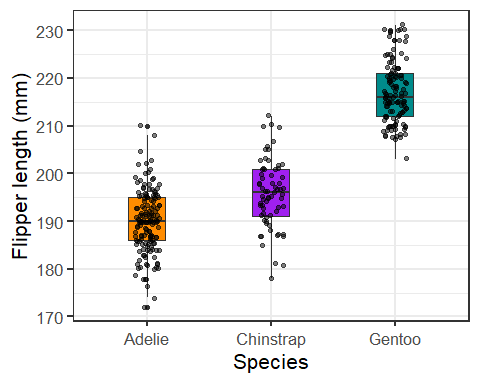 230
220
210
200
190
180
170
Flipper length (mm)
Adelie
Chinstrap
Gentoo
Species